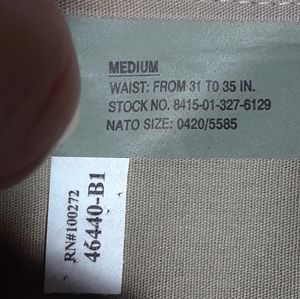 MEDIUM
WAIST: FROM 31 TO 35 IN.
STOCK NO. 8415-01-327-6129
NATO SIZE: 0420/5585
RN#100272
46440-B1